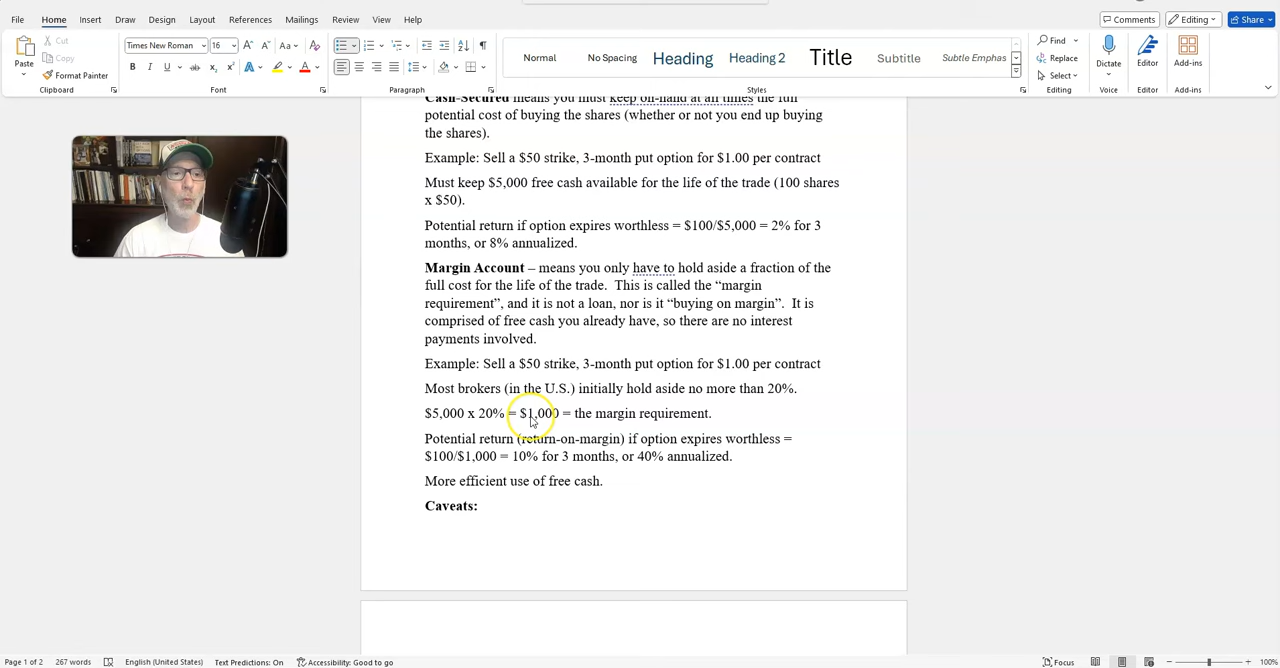 File Home Insert Draw Design Layout References Mailings Review View Help Comments Editing Share
Paste Cut Copy Format Painter
Clipboard
Times New Roman 16
Font
Paragraph
Normal No Spacing Heading Heading 2 Title Subtitle Subtle Emphas
Styles
Find Replace Select
Editing
Dictate
Voice
Editor
Editor
Add-ins
Add-ins
Cash-Secured means you must keep on-hand at all times the full
potential cost of buying the shares (whether or not you end up buying
the shares).
Example: Sell a $50 strike, 3-month put option for $1.00 per contract
Must keep $5,000 free cash available for the life of the trade (100 shares
x $50).
Potential return if option expires worthless = $100/$5,000 = 2% for 3
months, or 8% annualized.
Margin Account – means you only have to hold aside a fraction of the
full cost for the life of the trade.  This is called the “margin
requirement”, and it is not a loan, nor is it “buying on margin”.  It is
comprised of free cash you already have, so there are no interest
payments involved.
Example: Sell a $50 strike, 3-month put option for $1.00 per contract
Most brokers (in the U.S.) initially hold aside no more than 20%.
$5,000 x 20% = $1,000 = the margin requirement.
Potential return (return-on-margin) if option expires worthless =
$100/$1,000 = 10% for 3 months, or 40% annualized.
More efficient use of free cash.
Caveats:
Page 1 of 2 267 words English (United States) Text Predictions: On Accessibility: Good to go Focus 100%